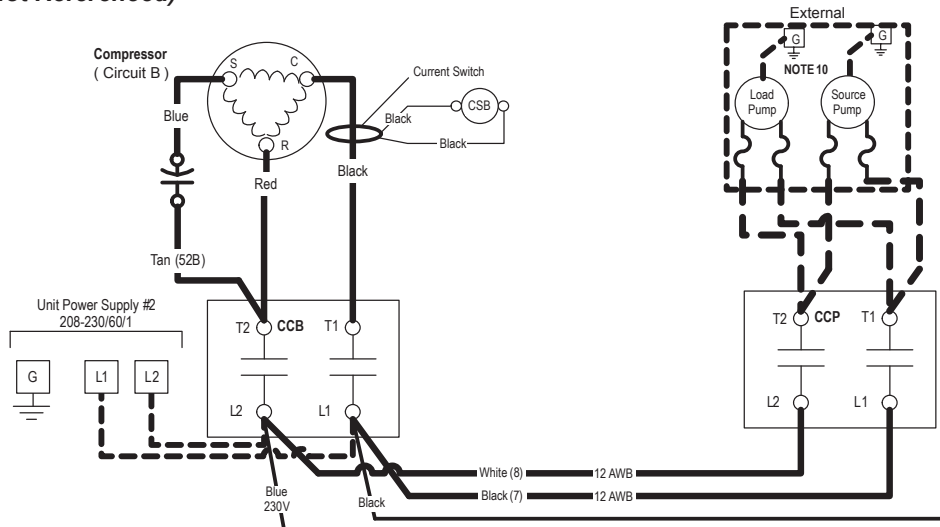 External
Compressor
( Circuit B )
S
C
R
Current Switch
CSB
Black
Black
Blue
Red
Black
G
G
NOTE 10
Load
Pump
Source
Pump
Tan (52B)
Unit Power Supply #2
208-230/60/1
G
L1
L2
T2
CCB
T1
L2
L1
T2
CCP
T1
L2
L1
White (8)
12 AWB
Black (7)
12 AWB
Blue
230V
Black